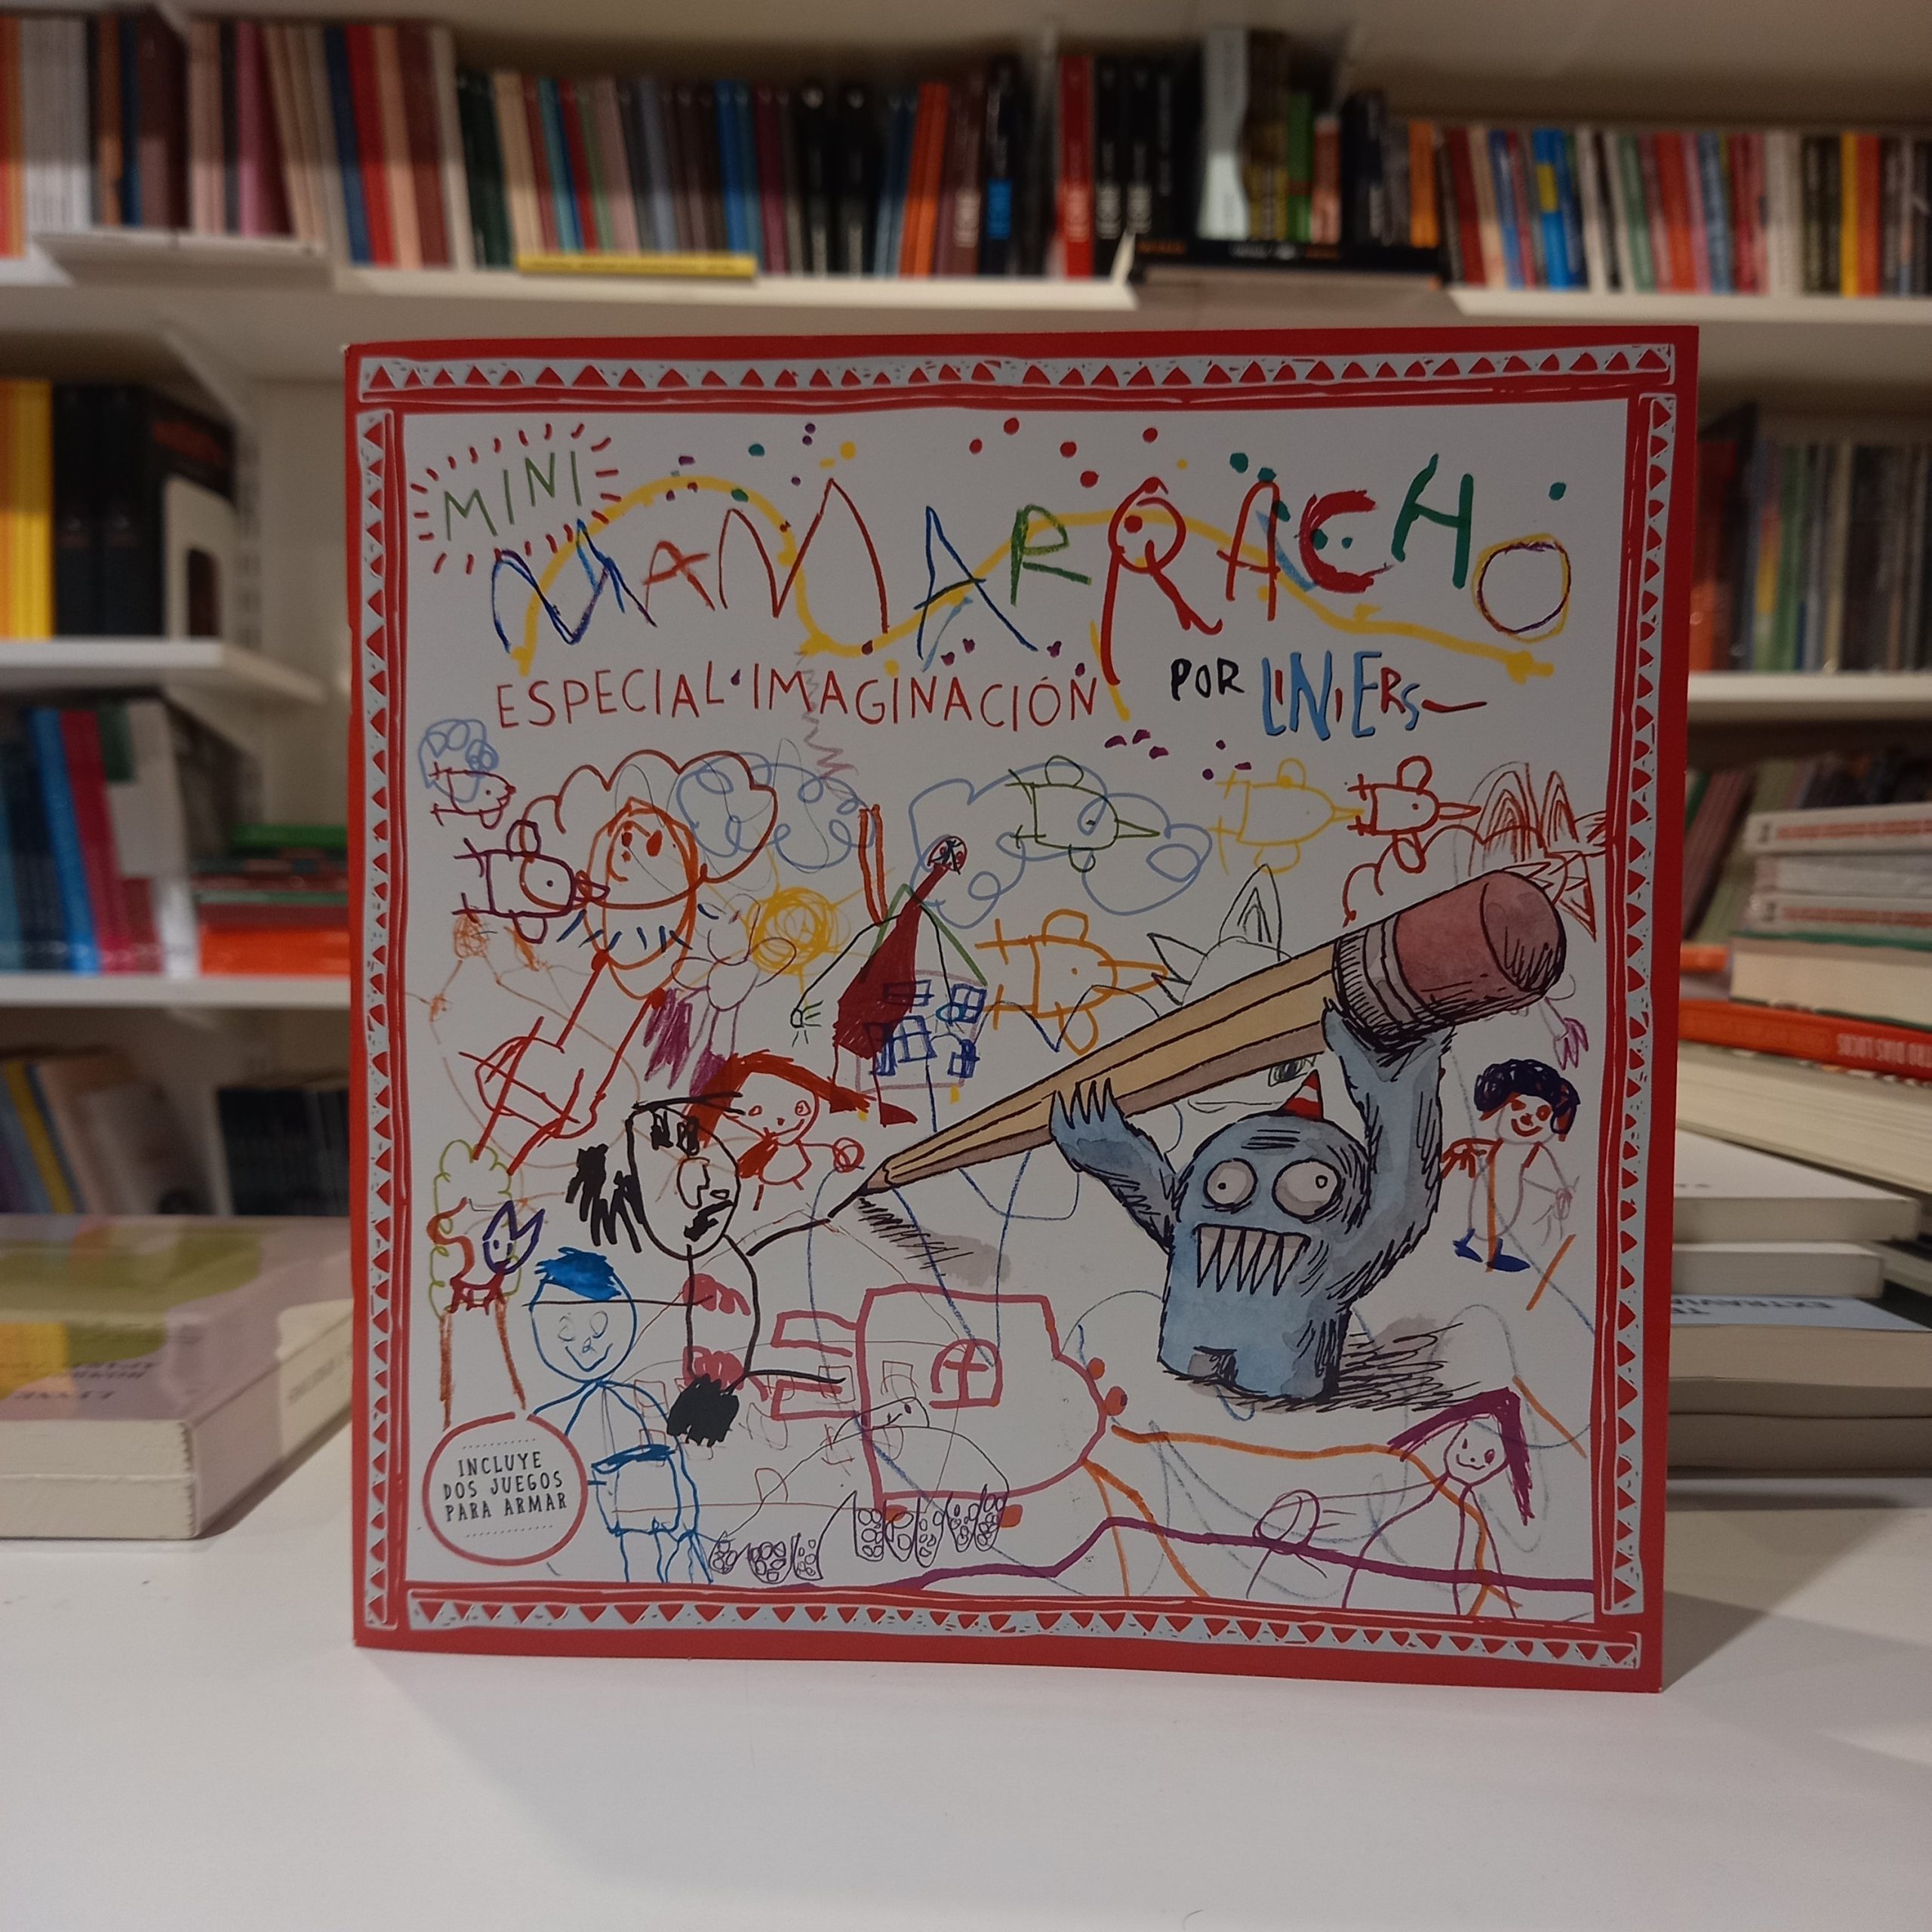 MINI
MAMARRACHO
ESPECIAL IMAGINACIÓN POR LINIERS
INCLUYE
DOS JUEGOS
PARA ARMAR